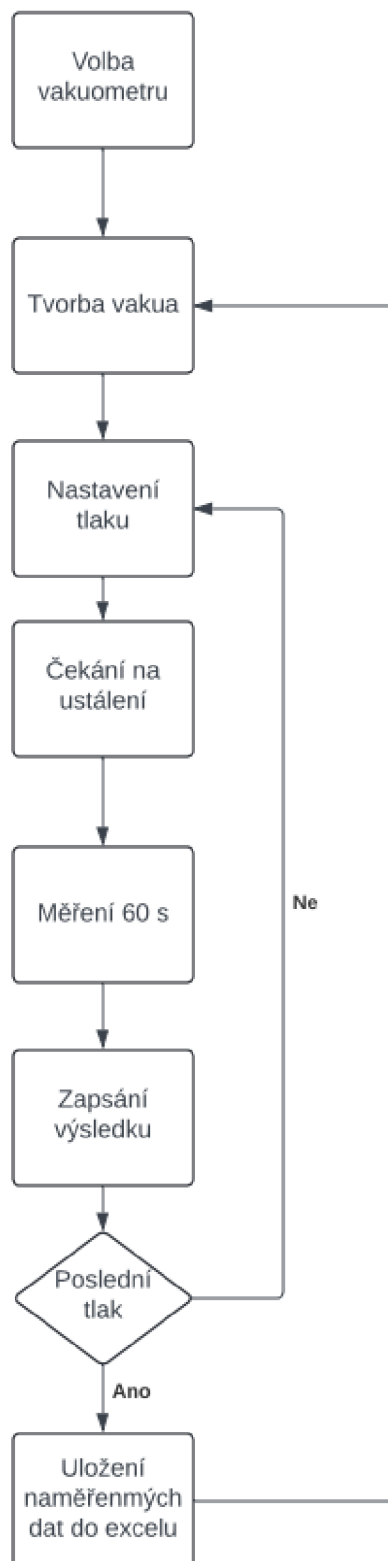 Volba
vakuometru
Tvorba vakua
Nastavení
tlaku
Čekání na
ustálení
Měření 60 s
Ne
Zapsání
výsledku
Poslední
tlak
Ano
Uložení
naměřenmých
dat do excelu